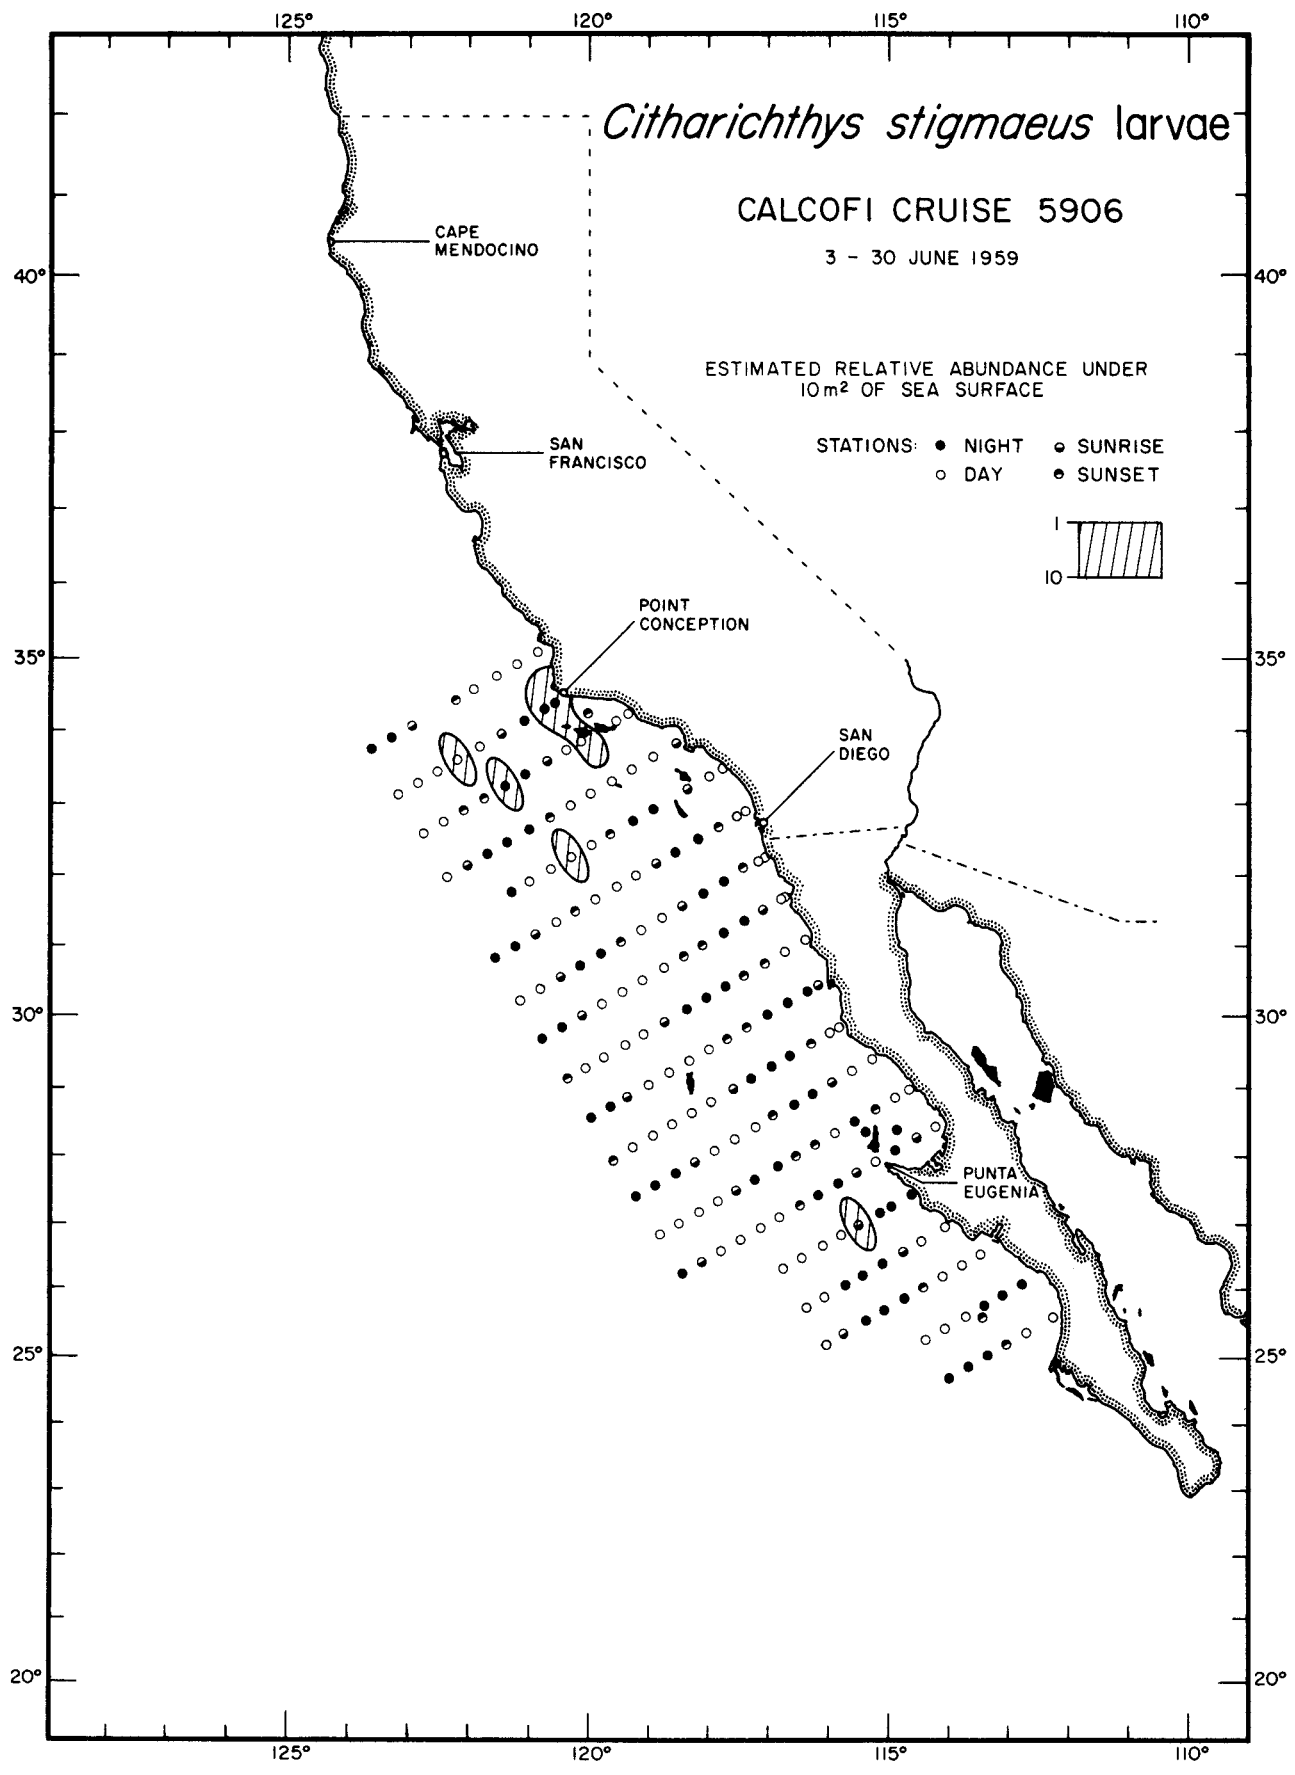 125° 120° 115° 110°
Citharichthys stigmaeus larvae
CALCOFI CRUISE 5906
3 - 30 JUNE 1959
CAPE
MENDOCINO
40° 40°
ESTIMATED RELATIVE ABUNDANCE UNDER
10m² OF SEA SURFACE
STATIONS: NIGHT SUNRISE
DAY SUNSET
SAN
FRANCISCO
1
10
POINT
CONCEPTION
35° 35°
SAN
DIEGO
30° 30°
PUNTA
EUGENIA
25° 25°
20° 20°
125° 120° 115° 110°